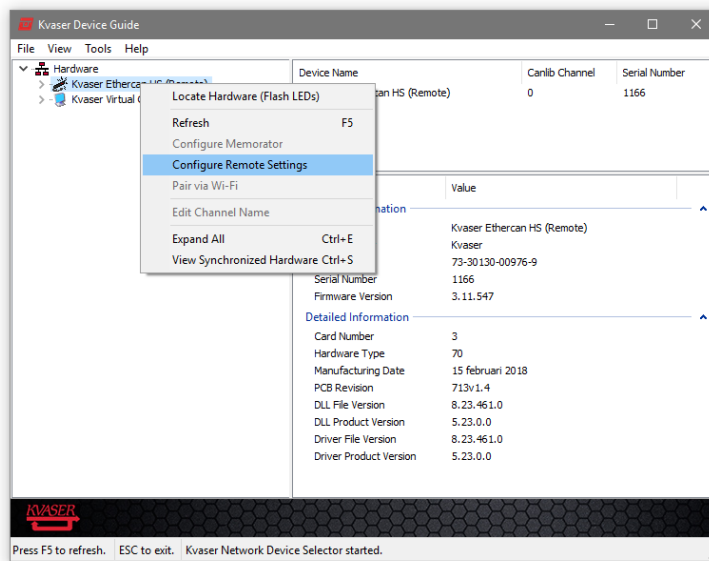 Kvaser Device Guide
File View Tools Help
Hardware
Kvaser Ethercan HS (Remote)
Kvaser Virtual
Locate Hardware (Flash LEDs)
Refresh F5
Configure Memorator
Configure Remote Settings
Pair via Wi-Fi
Edit Channel Name
Expand All Ctrl+E
View Synchronized Hardware Ctrl+S
Device Name Canlib Channel Serial Number
HS (Remote) 0 1166
Value
Kvaser Ethercan HS (Remote)
Kvaser
73-30130-00976-9
Serial Number 1166
Firmware Version 3.11.547
Detailed Information
Card Number 3
Hardware Type 70
Manufacturing Date 15 februari 2018
PCB Revision 713v1.4
DLL File Version 8.23.461.0
DLL Product Version 5.23.0.0
Driver File Version 8.23.461.0
Driver Product Version 5.23.0.0
KVASER
Press F5 to refresh. ESC to exit. Kvaser Network Device Selector started.